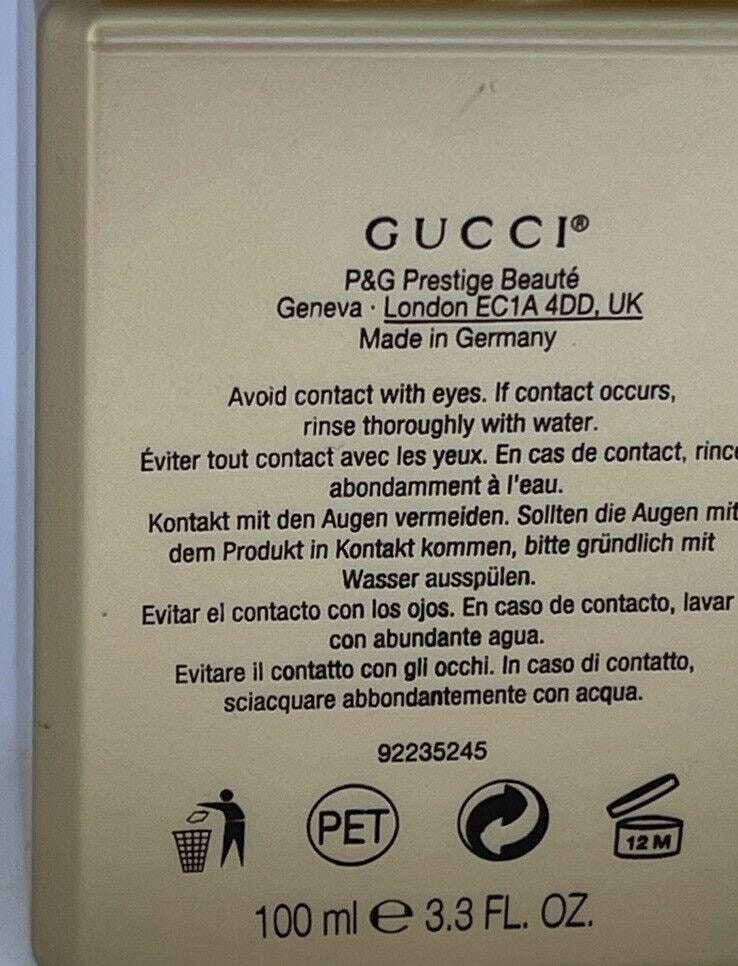 GUCCI®
P&G Prestige Beauté
Geneva · London EC1A 4DD, UK
Made in Germany
Avoid contact with eyes. If contact occurs,
rinse thoroughly with water.
Éviter tout contact avec les yeux. En cas de contact,
abondamment à l'eau.
Kontakt mit den Augen vermeiden. Sollten die Augen mit
dem Produkt in Kontakt kommen, bitte gründlich mit
Wasser ausspülen.
Evitar el contacto con los ojos. En caso de contacto, lavar
con abundante agua.
Evitare il contatto con gli occhi. In caso di contatto,
sciacquare abbondantemente con acqua.
92235245
PET
12 M
100 ml ℮ 3.3 FL. OZ.